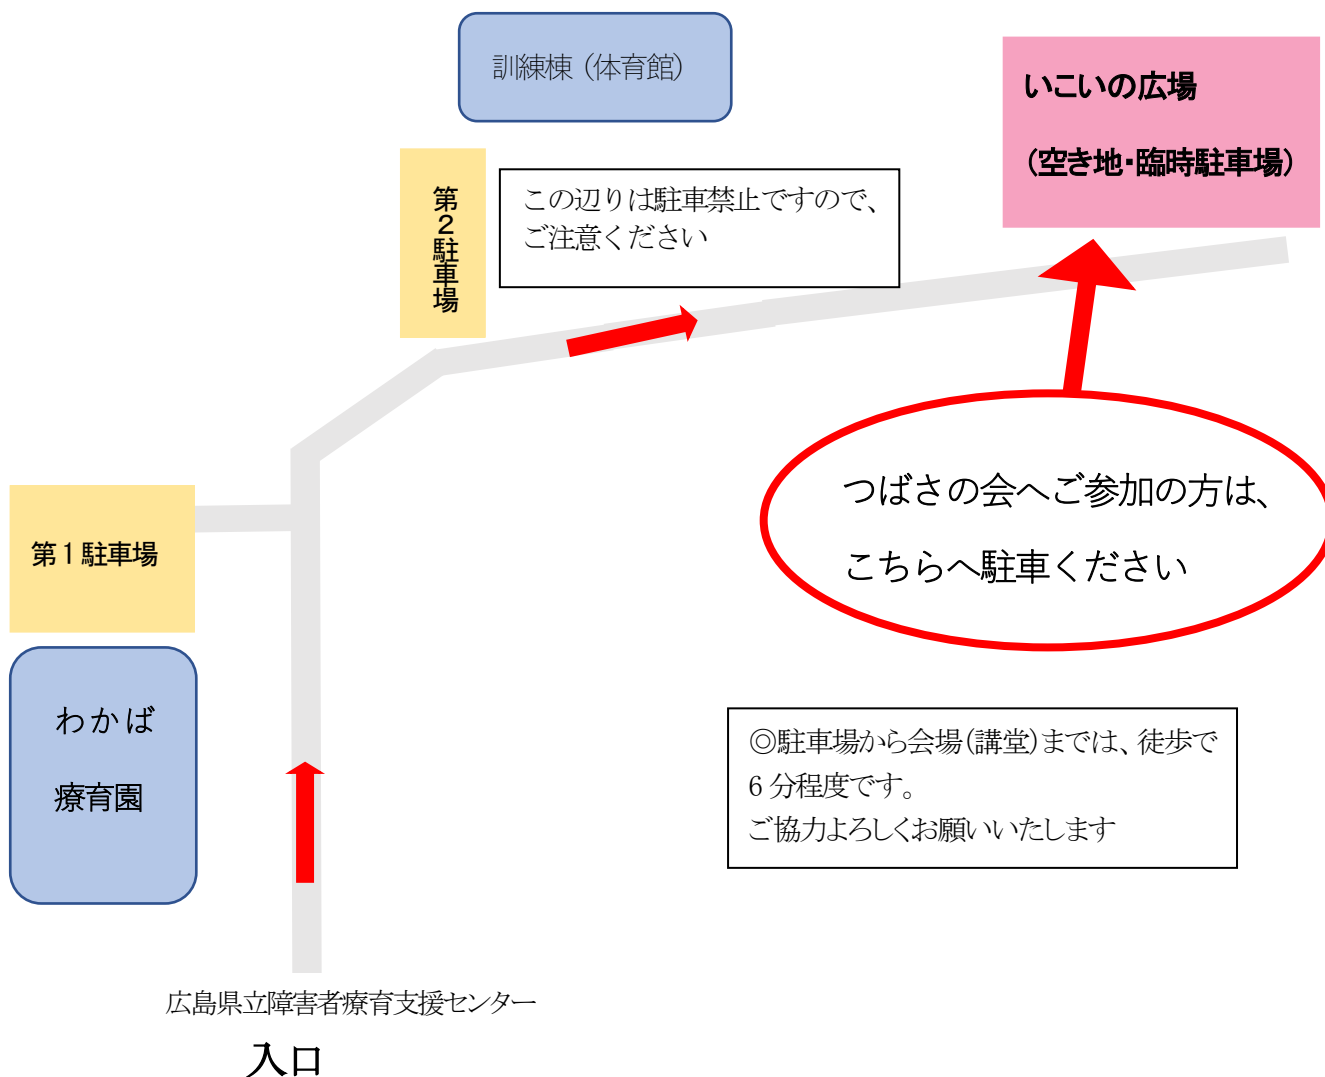 訓練棟（体育館）
いこいの広場
（空き地・臨時駐車場）
第２駐車場
この辺りは駐車禁止ですので、
ご注意ください
つばさの会へご参加の方は、
こちらへ駐車ください
第１駐車場
わかば
療育園
◎駐車場から会場(講堂)までは、徒歩で
6 分程度です。
ご協力よろしくお願いいたします
広島県立障害者療育支援センター
入口